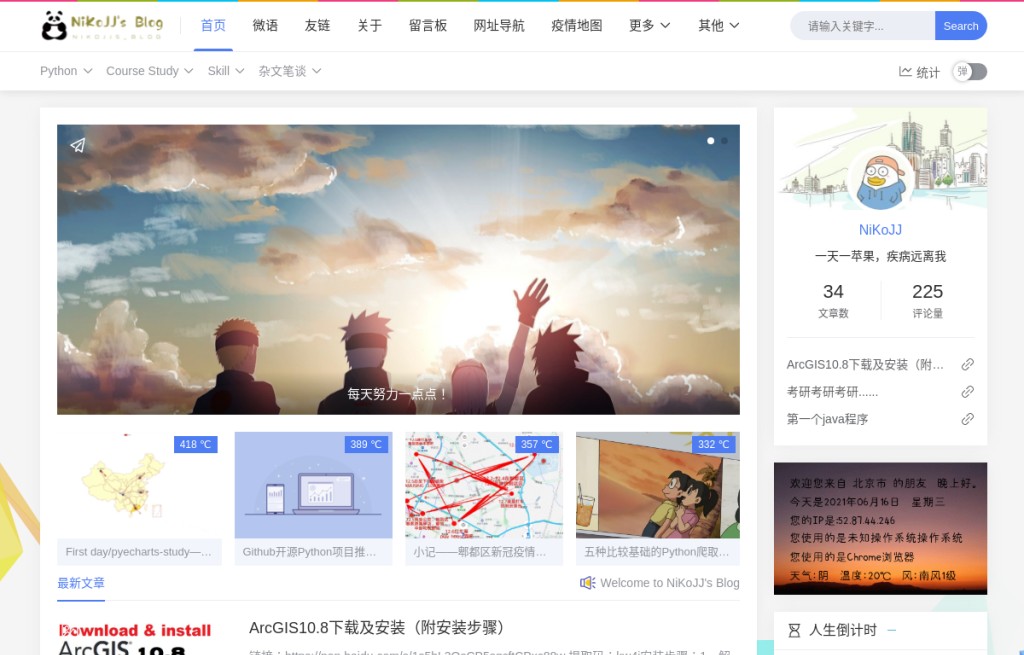 NiKoJJ's Blog
NIKOJJS_BLOG
首页 微语 友链 关于 留言板 网址导航 疫情地图 更多 其他
请输入关键字...
Search
Python Course Study Skill 杂文笔谈
统计
弹
每天努力一点点！
418 ℃
First day/pyecharts-study—...
389 ℃
Github开源Python项目推...
357 ℃
小记——郫都区新冠疫情...
332 ℃
五种比较基础的Python爬取...
最新文章
Welcome to NiKoJJ's Blog
Download & install
ArcGIS 10.8
ArcGIS10.8下载及安装（附安装步骤）
NiKoJJ
一天一苹果，疾病远离我
34
文章数
225
评论量
ArcGIS10.8下载及安装（附...
考研考研考研......
第一个java程序
欢迎您来自 北京市 的朋友 晚上好。
今天是2021年06月16日 星期三
您的IP是:52.87.44.246
您使用的是未知操作系统操作系统
您使用的是Chrome浏览器
天气:阴 温度:20℃ 风:南风1级
人生倒计时